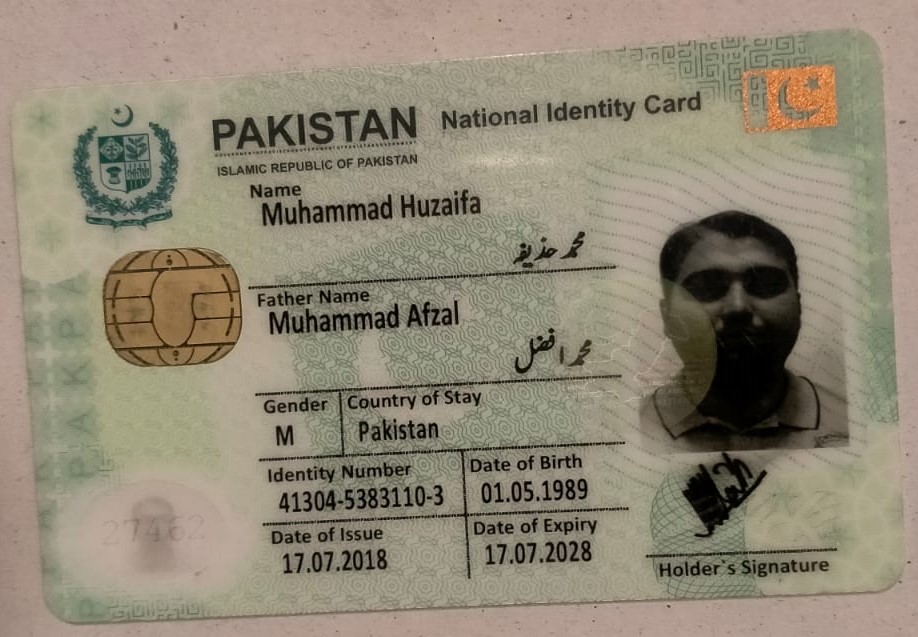 PAKISTAN National Identity Card
ISLAMIC REPUBLIC OF PAKISTAN
Name
Muhammad Huzaifa
محمد حذیفہ
Father Name
Muhammad Afzal
محمد افضل
Gender Country of Stay
M Pakistan
Identity Number Date of Birth
41304-5383110-3 01.05.1989
Date of Issue Date of Expiry
17.07.2018 17.07.2028
27462
Holder's Signature